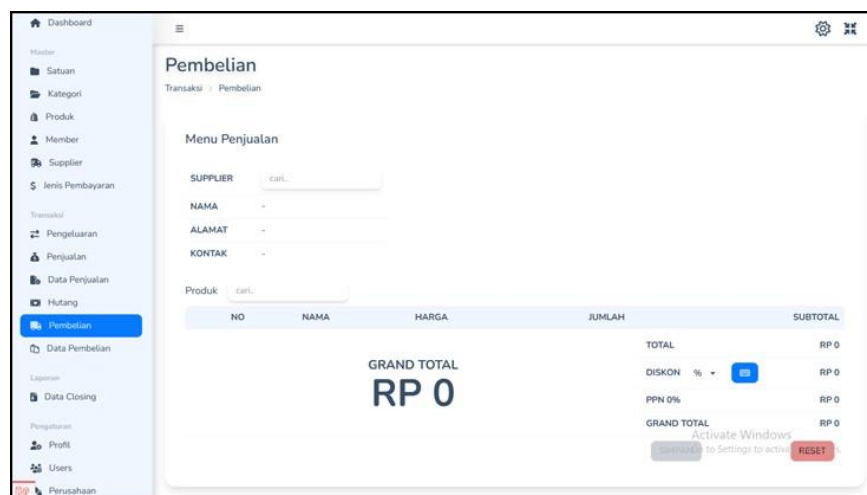 Dashboard
Master
Satuan
Kategori
Produk
Member
Supplier
$ Jenis Pembayaran
Transaksi
Pengeluaran
Penjualan
Data Penjualan
Hutang
Pembelian
Data Pembelian
Laporan
Data Closing
Pengaturan
Profil
Users
Perusahaan
Pembelian
Transaksi / Pembelian
Menu Penjualan
SUPPLIER cari..
NAMA -
ALAMAT -
KONTAK -
Produk cari..
NO NAMA HARGA JUMLAH SUBTOTAL
GRAND TOTAL
RP 0
TOTAL RP 0
DISKON % RP 0
PPN 0% RP 0
GRAND TOTAL RP 0
Activate Windows
to Settings to activa
RESET